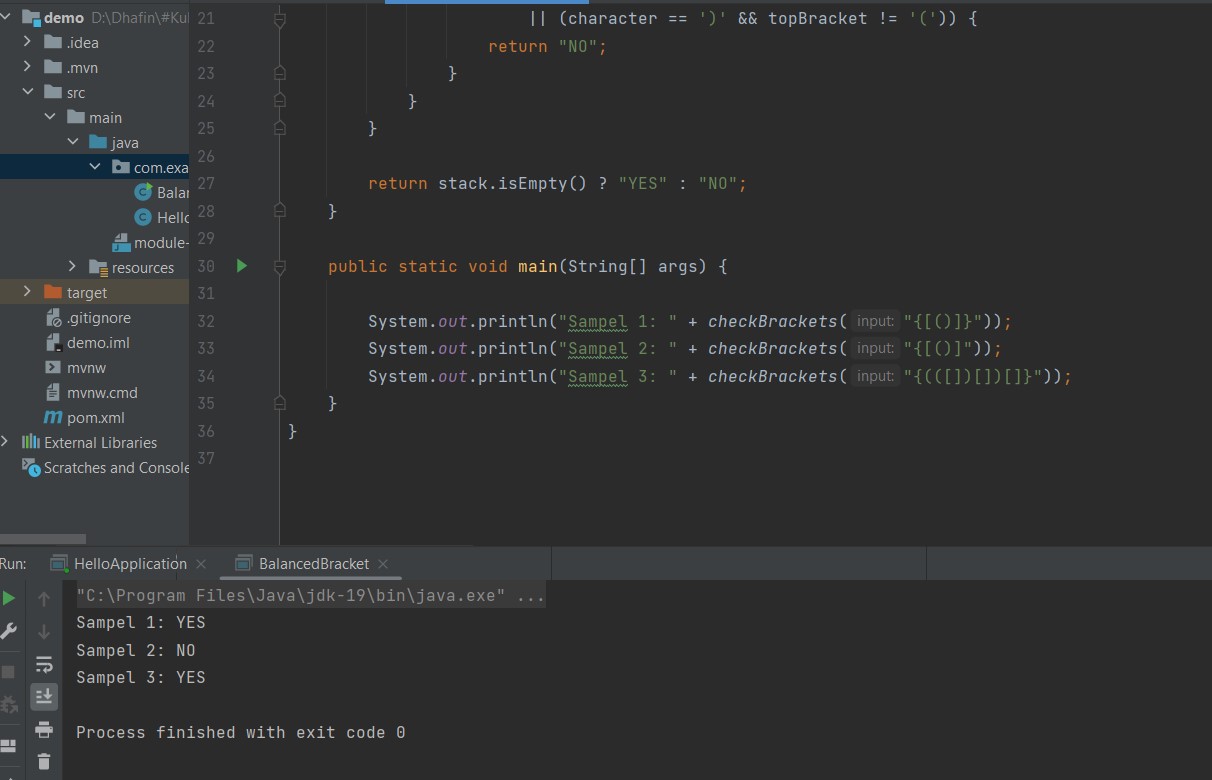 demo D:\Dhafin\#Ku
.idea
.mvn
src
main
java
com.exa
Balar
Hello
module-
resources
target
.gitignore
demo.iml
mvnw
mvnw.cmd
pom.xml
External Libraries
Scratches and Console
21 || (character == ')' && topBracket != '(')) {
22 return "NO";
23 }
24 }
25 }
26
27 return stack.isEmpty() ? "YES" : "NO";
28 }
29
30 public static void main(String[] args) {
31
32 System.out.println("Sampel 1: " + checkBrackets( input: "{[()]}"));
33 System.out.println("Sampel 2: " + checkBrackets( input: "{[()]"));
34 System.out.println("Sampel 3: " + checkBrackets( input: "{(([])[])[]}"));
35 }
36 }
37
Run: HelloApplication BalancedBracket
"C:\Program Files\Java\jdk-19\bin\java.exe" ...
Sampel 1: YES
Sampel 2: NO
Sampel 3: YES
Process finished with exit code 0